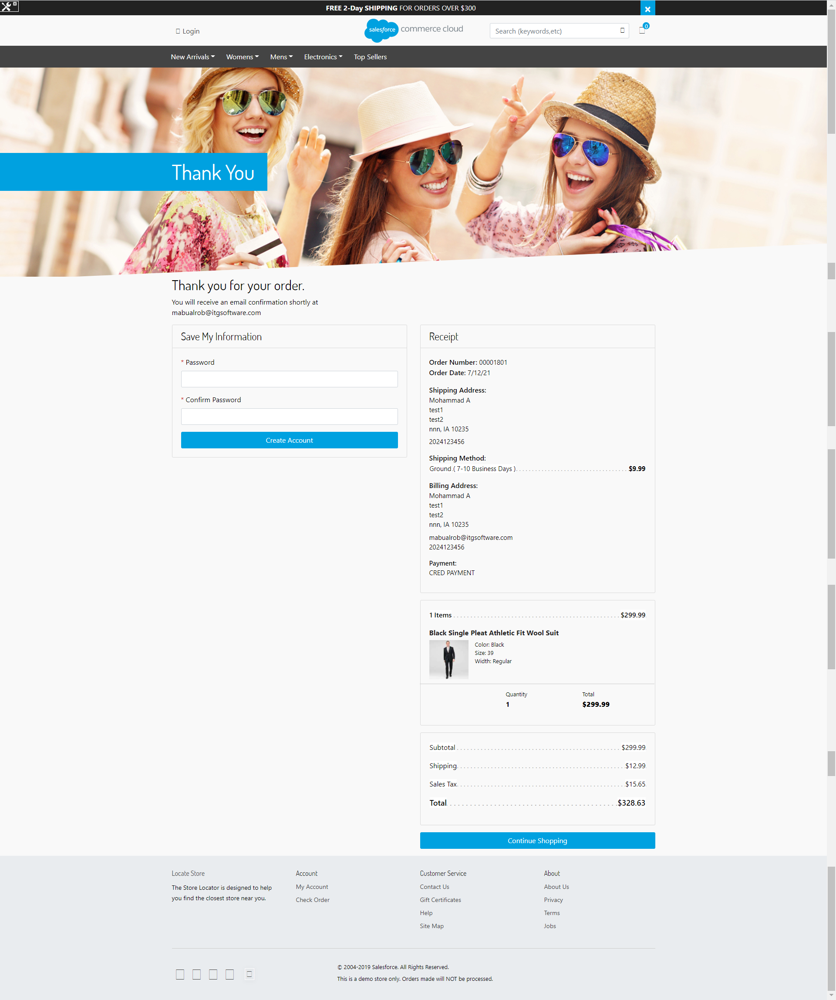 FREE 2-Day SHIPPING FOR ORDERS OVER $300
Login
salesforce commerce cloud
Search (keywords,etc)
0
New Arrivals Womens Mens Electronics Top Sellers
Thank You
Thank you for your order.
You will receive an email confirmation shortly at
mabualrob@itgsoftware.com
Save My Information
* Password
* Confirm Password
Create Account
Receipt
Order Number: 00001801
Order Date: 7/12/21
Shipping Address:
Mohammad A
test1
test2
nnn, IA 10235
2024123456
Shipping Method:
Ground ( 7-10 Business Days ) $9.99
Billing Address:
Mohammad A
test1
test2
nnn, IA 10235
mabualrob@itgsoftware.com
2024123456
Payment:
CRED PAYMENT
1 Items $299.99
Black Single Pleat Athletic Fit Wool Suit
Color: Black
Size: 39
Width: Regular
Quantity Total
1 $299.99
Subtotal $299.99
Shipping $12.99
Sales Tax $15.65
Total $328.63
Continue Shopping
Locate Store
The Store Locator is designed to help
you find the closest store near you.
Account
My Account
Check Order
Customer Service
Contact Us
Gift Certificates
Help
Site Map
About
About Us
Privacy
Terms
Jobs
© 2004-2019 Salesforce. All Rights Reserved.
This is a demo store only. Orders made will NOT be processed.